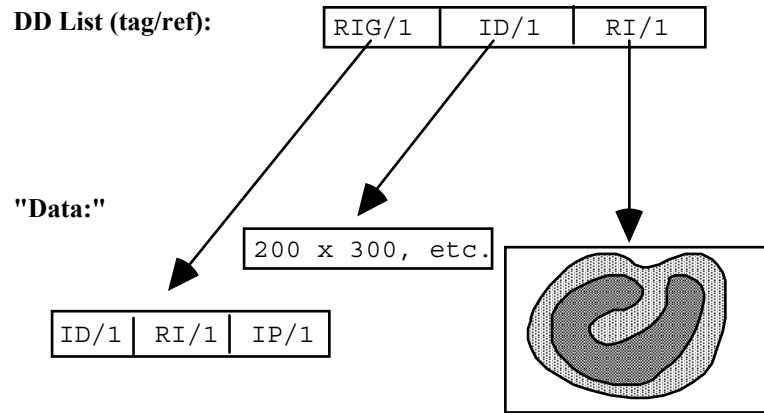 DD List (tag/ref):
RIG/1 ID/1 RI/1
"Data:"
200 x 300, etc.
ID/1 RI/1 IP/1